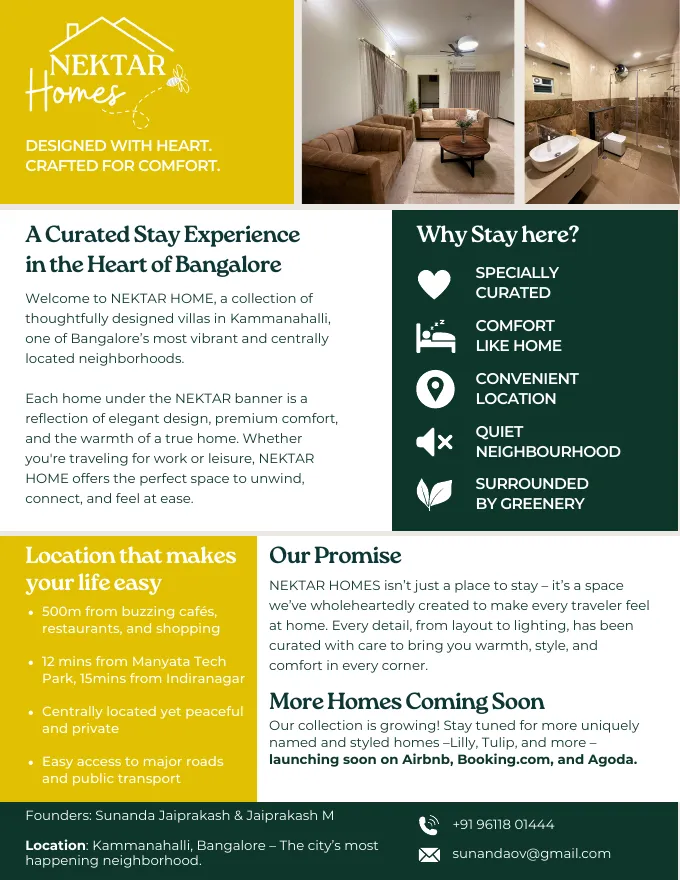 NEKTAR
Homes
DESIGNED WITH HEART.
CRAFTED FOR COMFORT.
A Curated Stay Experience
in the Heart of Bangalore
Welcome to NEKTAR HOME, a collection of
thoughtfully designed villas in Kammanahalli,
one of Bangalore's most vibrant and centrally
located neighborhoods.
Each home under the NEKTAR banner is a
reflection of elegant design, premium comfort,
and the warmth of a true home. Whether
you're traveling for work or leisure, NEKTAR
HOME offers the perfect space to unwind,
connect, and feel at ease.
Why Stay here?
SPECIALLY
CURATED
z z z
COMFORT
LIKE HOME
CONVENIENT
LOCATION
QUIET
NEIGHBOURHOOD
SURROUNDED
BY GREENERY
Location that makes
your life easy
• 500m from buzzing cafés,
restaurants, and shopping
• 12 mins from Manyata Tech
Park, 15mins from Indiranagar
• Centrally located yet peaceful
and private
• Easy access to major roads
and public transport
Our Promise
NEKTAR HOMES isn't just a place to stay – it's a space
we've wholeheartedly created to make every traveler feel
at home. Every detail, from layout to lighting, has been
curated with care to bring you warmth, style, and
comfort in every corner.
More Homes Coming Soon
Our collection is growing! Stay tuned for more uniquely
named and styled homes –Lilly, Tulip, and more –
launching soon on Airbnb, Booking.com, and Agoda.
Founders: Sunanda Jaiprakash & Jaiprakash M
Location: Kammanahalli, Bangalore – The city's most
happening neighborhood.
+91 96118 01444
sunandaov@gmail.com